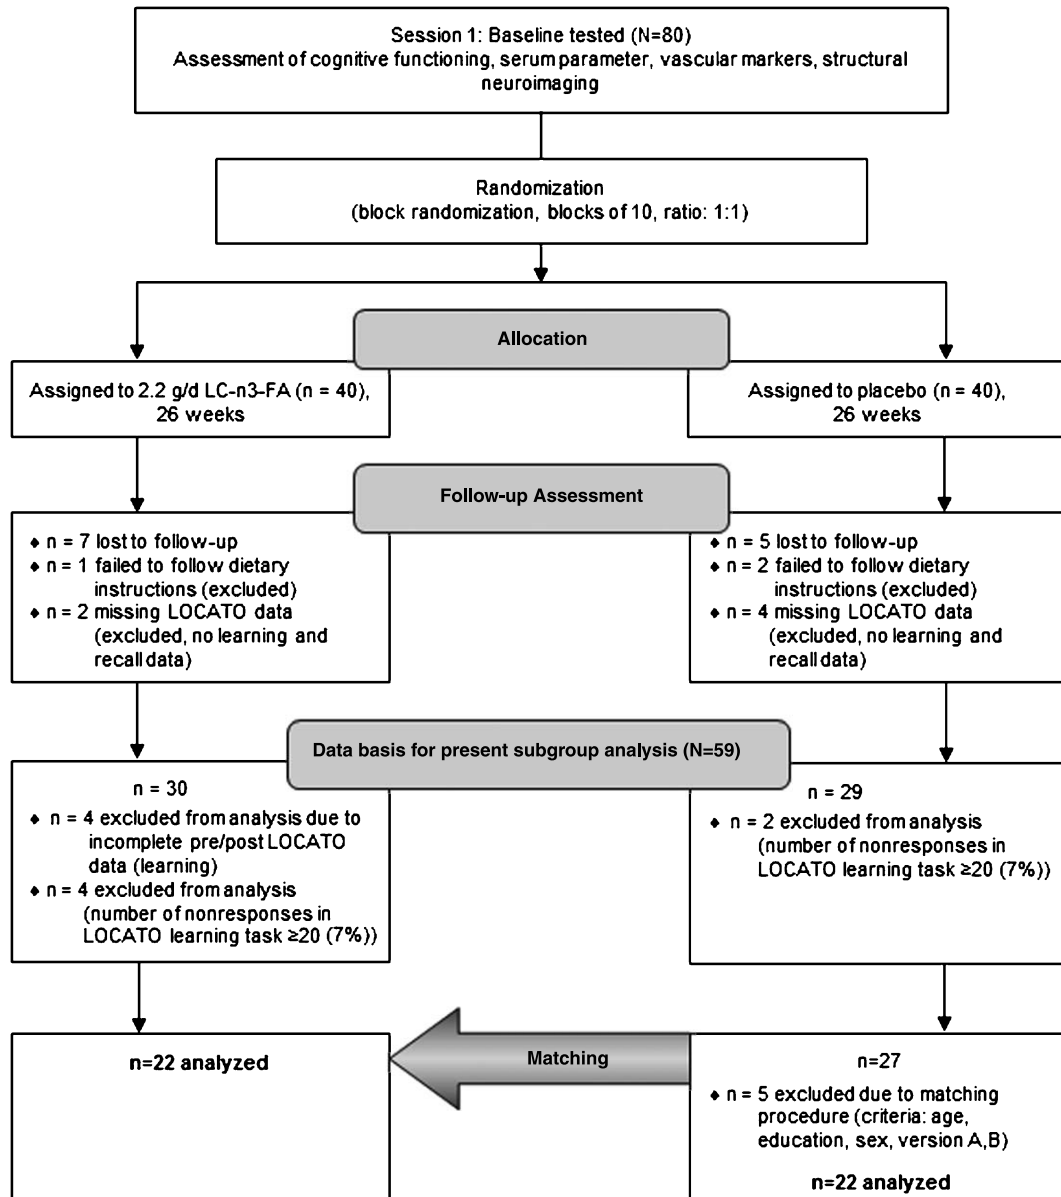 Session 1: Baseline tested (N=80)
Assessment of cognitive functioning, serum parameter, vascular markers, structural
neuroimaging
Randomization
(block randomization, blocks of 10, ratio: 1:1)
Allocation
Assigned to 2.2 g/d LC-n3-FA (n = 40),
26 weeks
Assigned to placebo (n = 40),
26 weeks
Follow-up Assessment
♦ n = 7 lost to follow-up
♦ n = 1 failed to follow dietary
instructions (excluded)
♦ n = 2 missing LOCATO data
(excluded, no learning and
recall data)
♦ n = 5 lost to follow-up
♦ n = 2 failed to follow dietary
instructions (excluded)
♦ n = 4 missing LOCATO data
(excluded, no learning and
recall data)
Data basis for present subgroup analysis (N=59)
n = 30
♦ n = 4 excluded from analysis due to
incomplete pre/post LOCATO
data (learning)
♦ n = 4 excluded from analysis
(number of nonresponses in
LOCATO learning task ≥20 (7%))
n = 29
♦ n = 2 excluded from analysis
(number of nonresponses in
LOCATO learning task ≥20 (7%))
n=22 analyzed
Matching
n=27
♦ n = 5 excluded due to matching
procedure (criteria: age,
education, sex, version A,B)
n=22 analyzed